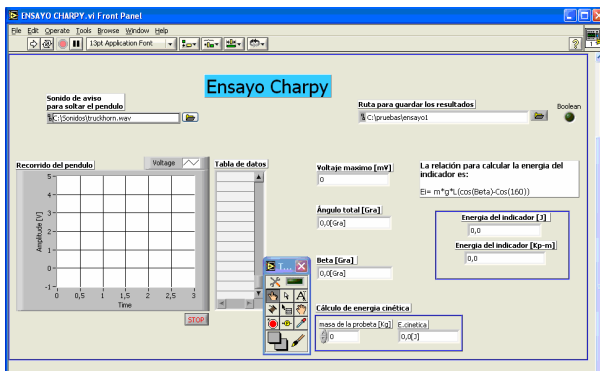 ENSAYO CHARPY.vi Front Panel
File Edit Operate Tools Browse Window Help
13pt Application Font
?
1
Ensayo Charpy
Sonido de aviso
para soltar el pendulo
C:\Sonidos\truckhorn.wav
Ruta para guardar los resultados
C:\pruebas\ensayo1
Boolean
Recorrido del pendulo
Voltage
Amplitude [V]
5
4
3
2
1
0
-1
0 0,5 1 1,5 2 2,5 3
Time
STOP
Tabla de datos
Voltaje maximo [mV]
0
Ángulo total [Gra]
0,0[Gra]
Beta [Gra]
0,0[Gra]
La relación para calcular la energia del
indicador es:
Ei= m*g*L(cos(Beta)-Cos(160))
Energia del indicador [J]
0,0
Energia del indicador [Kp-m]
0,0
T...
A
Cálculo de energia cinética
masa de la probeta [Kg]
0
E.cinetica
0,0[J]